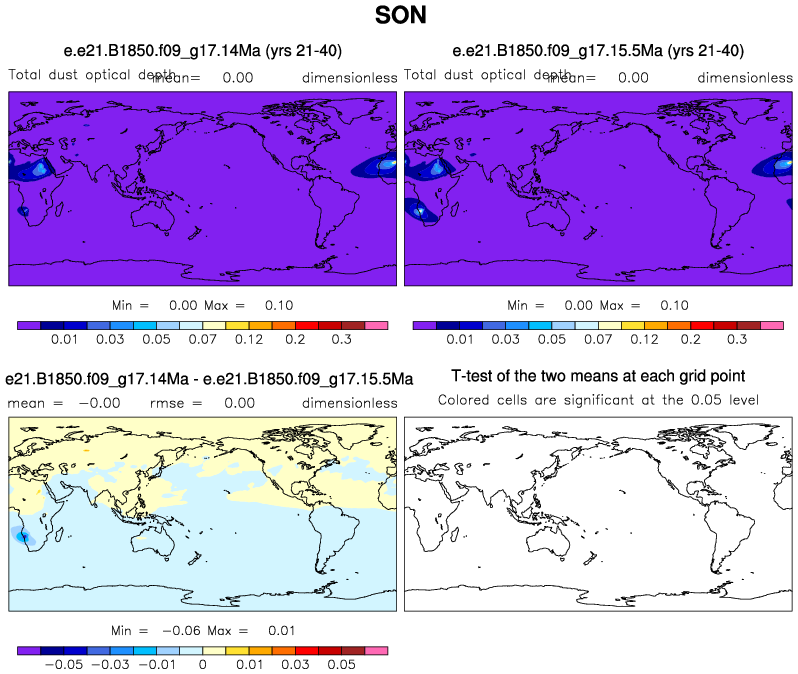 SON
e.e21.B1850.f09_g17.14Ma (yrs 21-40)
Total dust optical depth mean= 0.00 dimensionless
Min = 0.00 Max = 0.10
0.01 0.03 0.05 0.07 0.12 0.2 0.3
e.e21.B1850.f09_g17.15.5Ma (yrs 21-40)
Total dust optical depth mean= 0.00 dimensionless
Min = 0.00 Max = 0.10
0.01 0.03 0.05 0.07 0.12 0.2 0.3
e21.B1850.f09_g17.14Ma - e.e21.B1850.f09_g17.15.5Ma
mean = -0.00 rmse = 0.00 dimensionless
Min = -0.06 Max = 0.01
-0.05 -0.03 -0.01 0 0.01 0.03 0.05
T-test of the two means at each grid point
Colored cells are significant at the 0.05 level